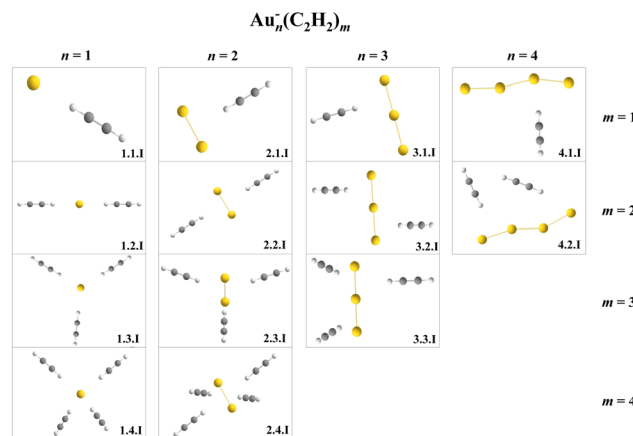 Au⁻ₙ(C₂H₂)ₘ
n = 1 n = 2 n = 3 n = 4
1.1.I 2.1.I 3.1.I 4.1.I m = 1
1.2.I 2.2.I 3.2.I 4.2.I m = 2
1.3.I 2.3.I 3.3.I m = 3
1.4.I 2.4.I m = 4